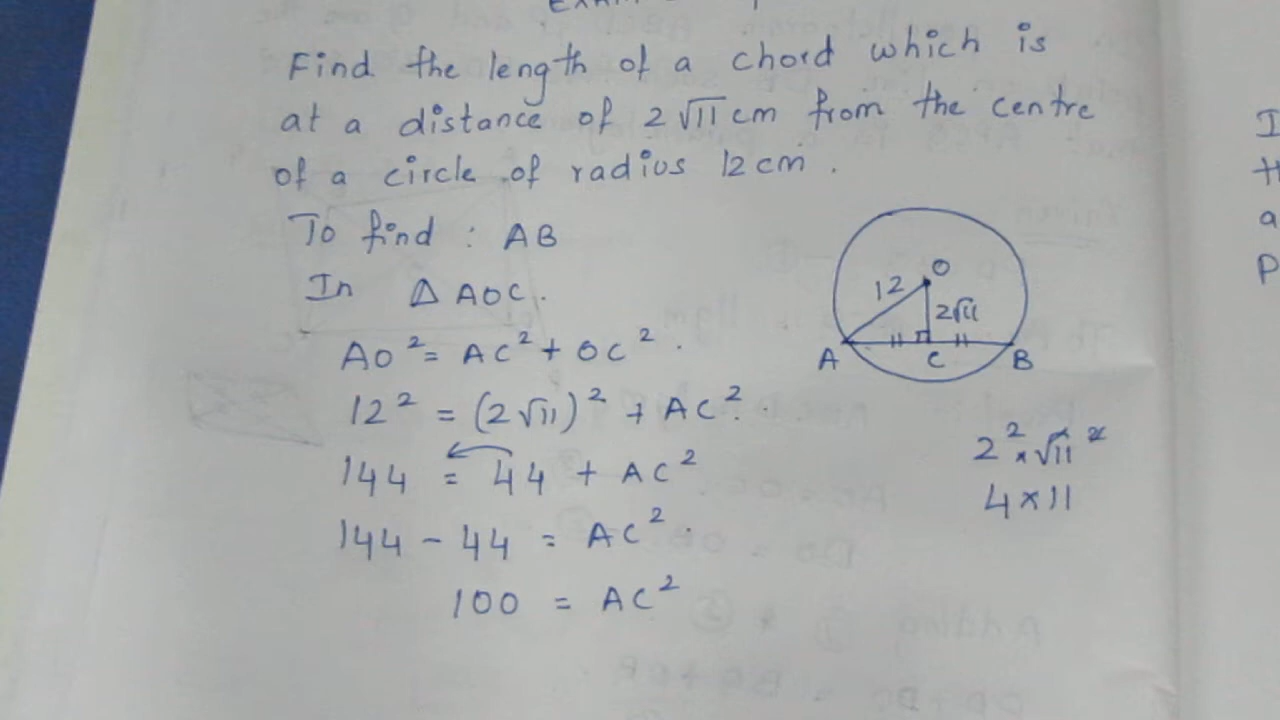 Find the length of a chord which is
at a distance of 2√11 cm from the centre
of a circle of radius 12 cm.
To find : AB
In △ AOC.
AO² = AC² + OC².
12² = (2√11)² + AC².
144 = 44 + AC²
144 - 44 = AC².
100 = AC²
O
12
2√11
A
C
B
2² × √11²
4 × 11
I
a
P